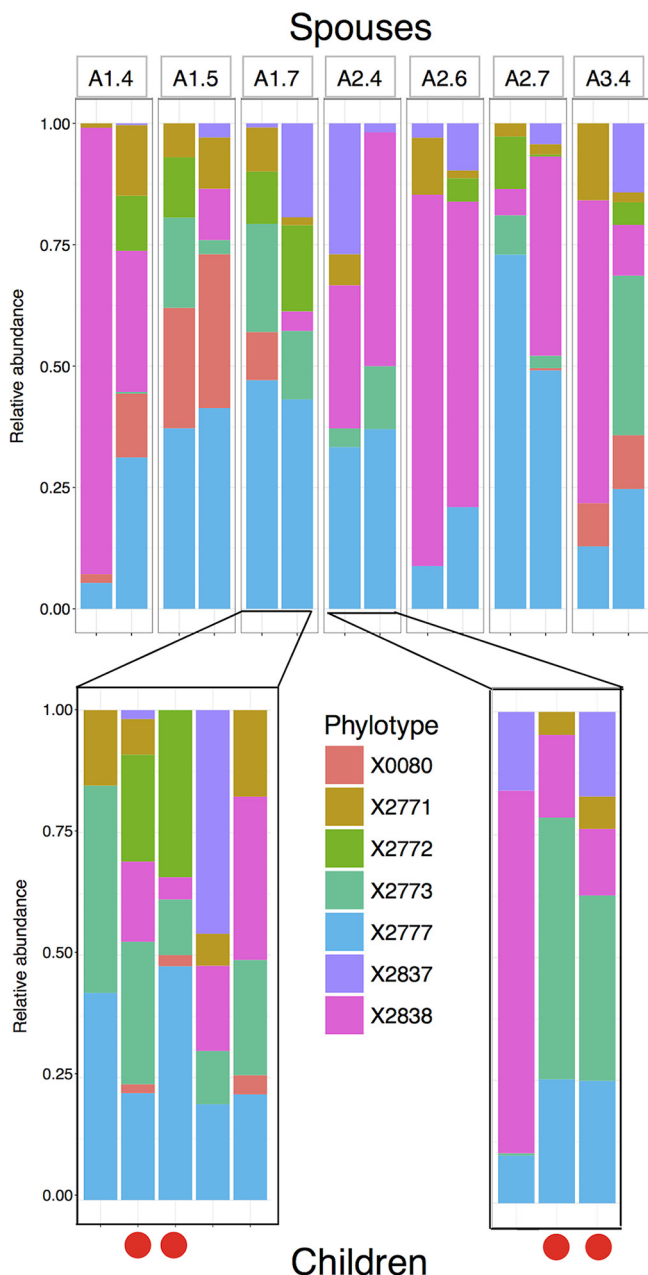 Spouses
A1.4 A1.5 A1.7 A2.4 A2.6 A2.7 A3.4
1.00
0.75
0.50
0.25
0.00
Relative abundance
1.00
0.75
0.50
0.25
0.00
Relative abundance
Phylotype
X0080
X2771
X2772
X2773
X2777
X2837
X2838
Children